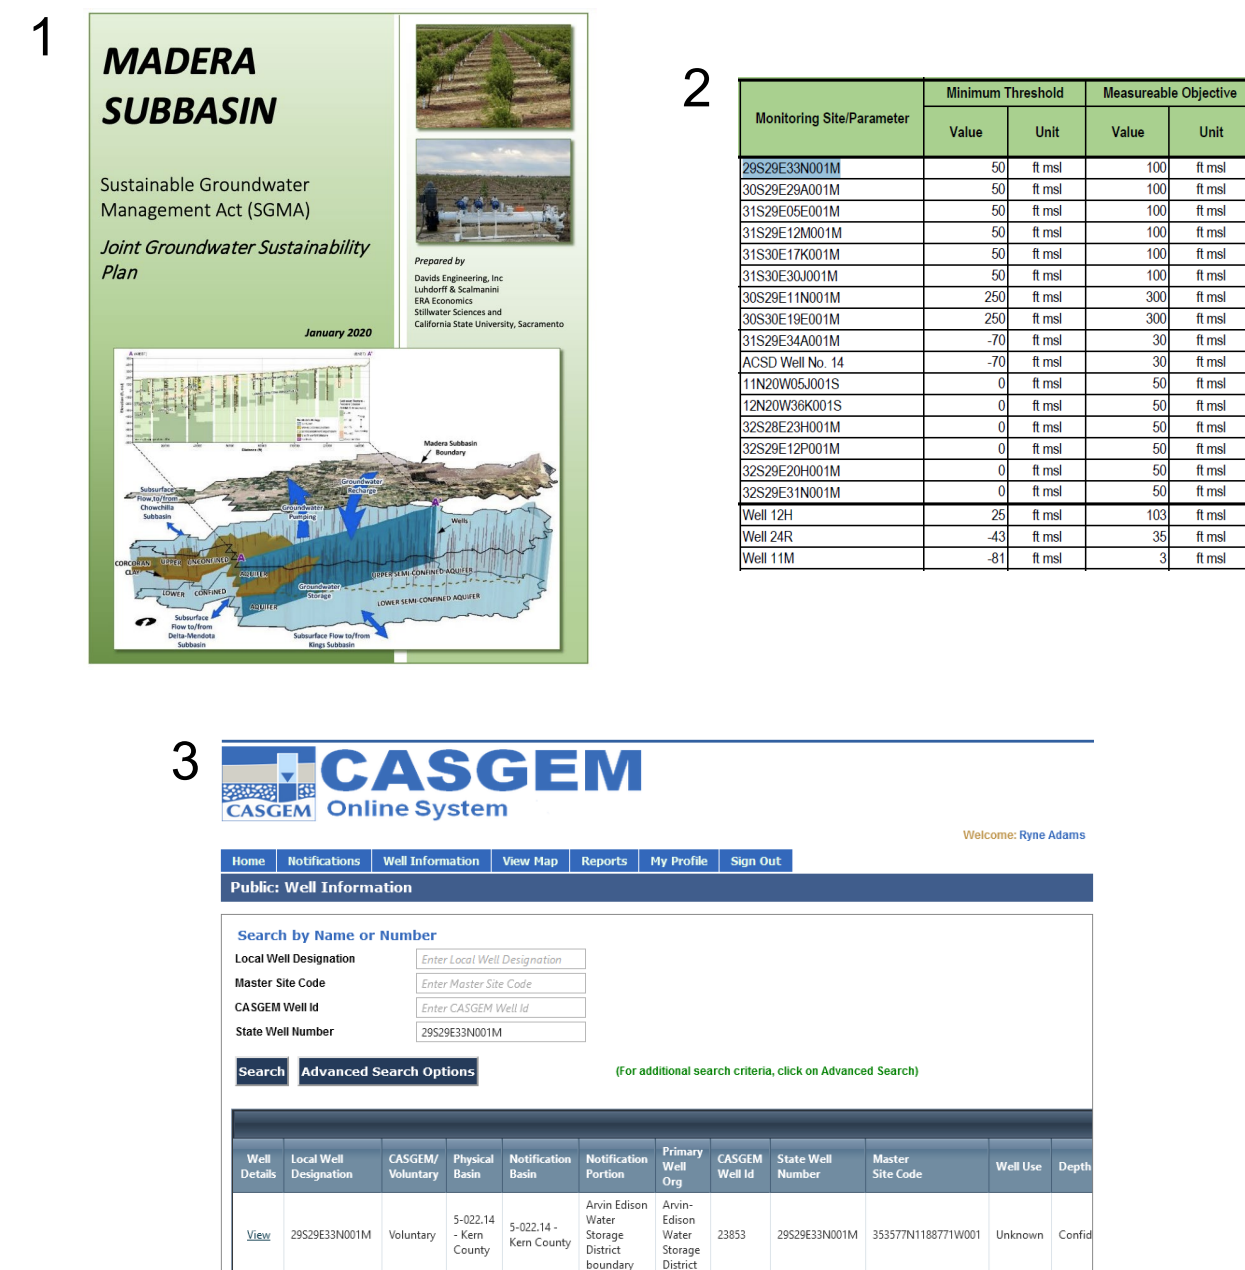 1
MADERA
SUBBASIN
Sustainable Groundwater
Management Act (SGMA)
Joint Groundwater Sustainability
Plan
January 2020
Prepared by
Davids Engineering, Inc
Luhdorff & Scalmanini
ERA Economics
Stillwater Sciences and
California State University, Sacramento
Madera Subbasin
Boundary
Subsurface
Flow to/from
Chowchilla
Subbasin
Groundwater
Pumping
Groundwater
Recharge
A'
Wells
A
CORCORAN
CLAY
UPPER UNCONFINED
AQUIFER
UPPER SEMI-CONFINED AQUIFER
LOWER CONFINED
AQUIFER
Groundwater
Storage
LOWER SEMI-CONFINED AQUIFER
Subsurface
Flow to/from
Delta-Mendota
Subbasin
Subsurface Flow to/from
Kings Subbasin
2
Monitoring Site/Parameter Minimum Threshold Measureable Objective
Value Unit Value Unit
29S29E33N001M 50 ft msl 100 ft msl
30S29E29A001M 50 ft msl 100 ft msl
31S29E05E001M 50 ft msl 100 ft msl
31S29E12M001M 50 ft msl 100 ft msl
31S30E17K001M 50 ft msl 100 ft msl
31S30E30J001M 50 ft msl 100 ft msl
30S29E11N001M 250 ft msl 300 ft msl
30S30E19E001M 250 ft msl 300 ft msl
31S29E34A001M -70 ft msl 30 ft msl
ACSD Well No. 14 -70 ft msl 30 ft msl
11N20W05J001S 0 ft msl 50 ft msl
12N20W36K001S 0 ft msl 50 ft msl
32S28E23H001M 0 ft msl 50 ft msl
32S29E12P001M 0 ft msl 50 ft msl
32S29E20H001M 0 ft msl 50 ft msl
32S29E31N001M 0 ft msl 50 ft msl
Well 12H 25 ft msl 103 ft msl
Well 24R -43 ft msl 35 ft msl
Well 11M -81 ft msl 3 ft msl
3
CASGEM
CASGEM
Online System
Welcome: Ryne Adams
Home Notifications Well Information View Map Reports My Profile Sign Out
Public: Well Information
Search by Name or Number
Local Well Designation Enter Local Well Designation
Master Site Code Enter Master Site Code
CASGEM Well Id Enter CASGEM Well Id
State Well Number 29S29E33N001M
Search Advanced Search Options (For additional search criteria, click on Advanced Search)
Well Details Local Well Designation CASGEM/ Voluntary Physical Basin Notification Basin Notification Portion Primary Well Org CASGEM Well Id State Well Number Master Site Code Well Use Depth
View 29S29E33N001M Voluntary 5-022.14 - Kern County 5-022.14 - Kern County Arvin Edison Water Storage District boundary Arvin-Edison Water Storage District 23853 29S29E33N001M 353577N1188771W001 Unknown Confid